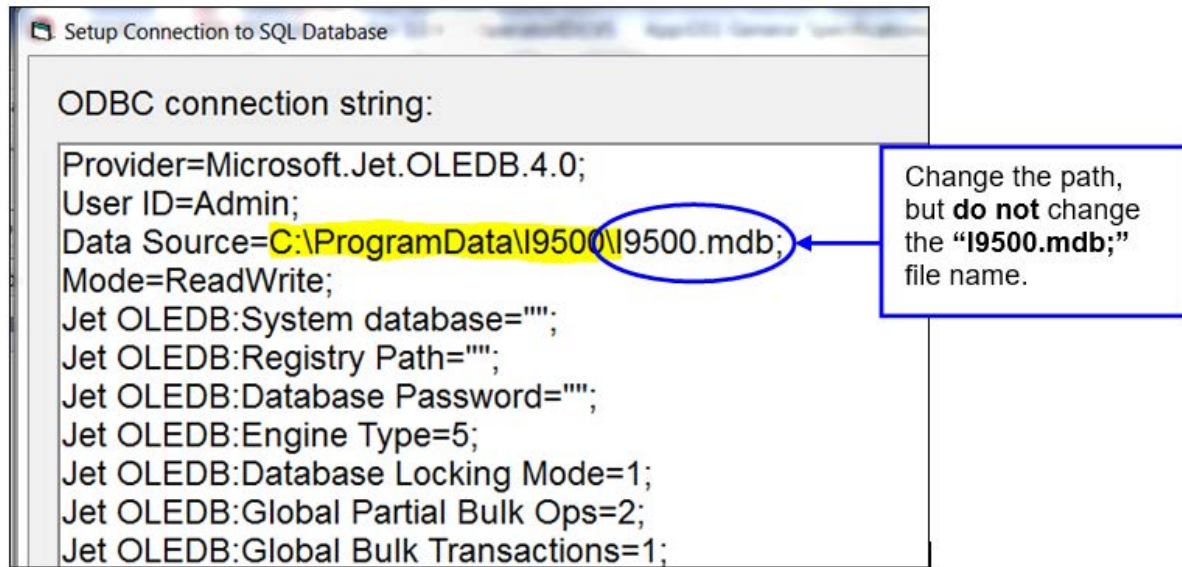 Setup Connection to SQL Database
ODBC connection string:
Provider=Microsoft.Jet.OLEDB.4.0;
User ID=Admin;
Data Source=C:\ProgramData\I9500\I9500.mdb;
Mode=ReadWrite;
Jet OLEDB:System database="";
Jet OLEDB:Registry Path="";
Jet OLEDB:Database Password="";
Jet OLEDB:Engine Type=5;
Jet OLEDB:Database Locking Mode=1;
Jet OLEDB:Global Partial Bulk Ops=2;
Jet OLEDB:Global Bulk Transactions=1;
Change the path,
but do not change
the “I9500.mdb;”
file name.